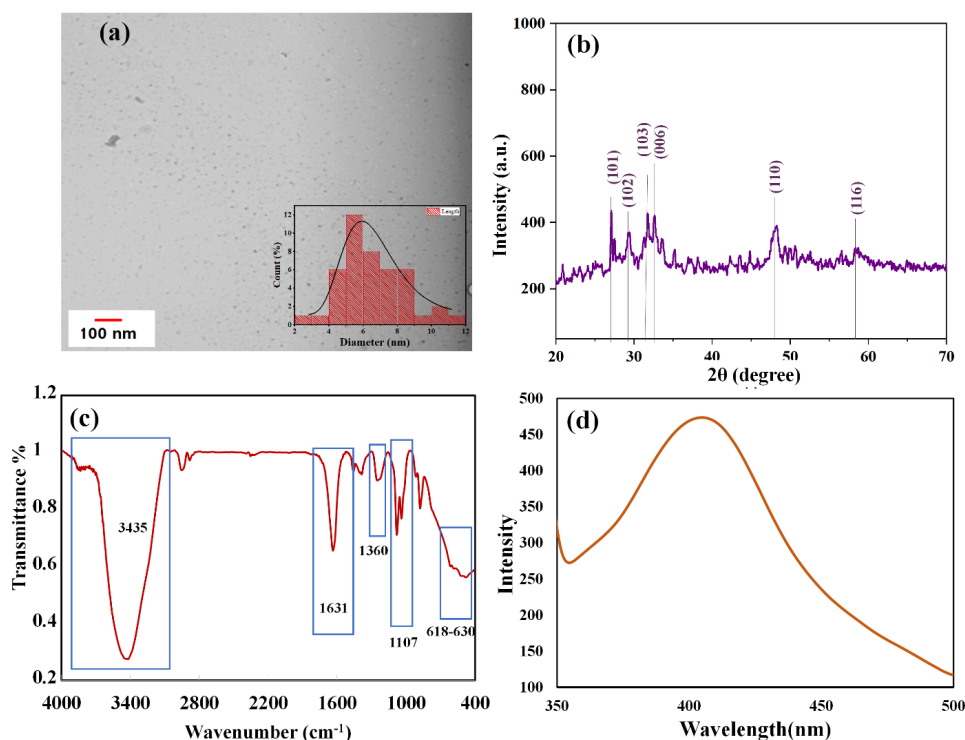 (a)
100 nm
Length
Count (%)
12
10
8
6
4
2
0
2 4 6 8 10 12
Diameter (nm)
(b)
Intensity (a.u.)
1000
800
600
400
200
(101)
(102)
(103)
(006)
(110)
(116)
20 30 40 50 60 70
2θ (degree)
(c)
Transmittance %
1.2
1
0.8
0.6
0.4
0.2
3435
1631
1360
1107
618-630
4000 3400 2800 2200 1600 1000 400
Wavenumber (cm⁻¹)
(d)
Intensity
500
450
400
350
300
250
200
150
100
350 400 450 500
Wavelength(nm)